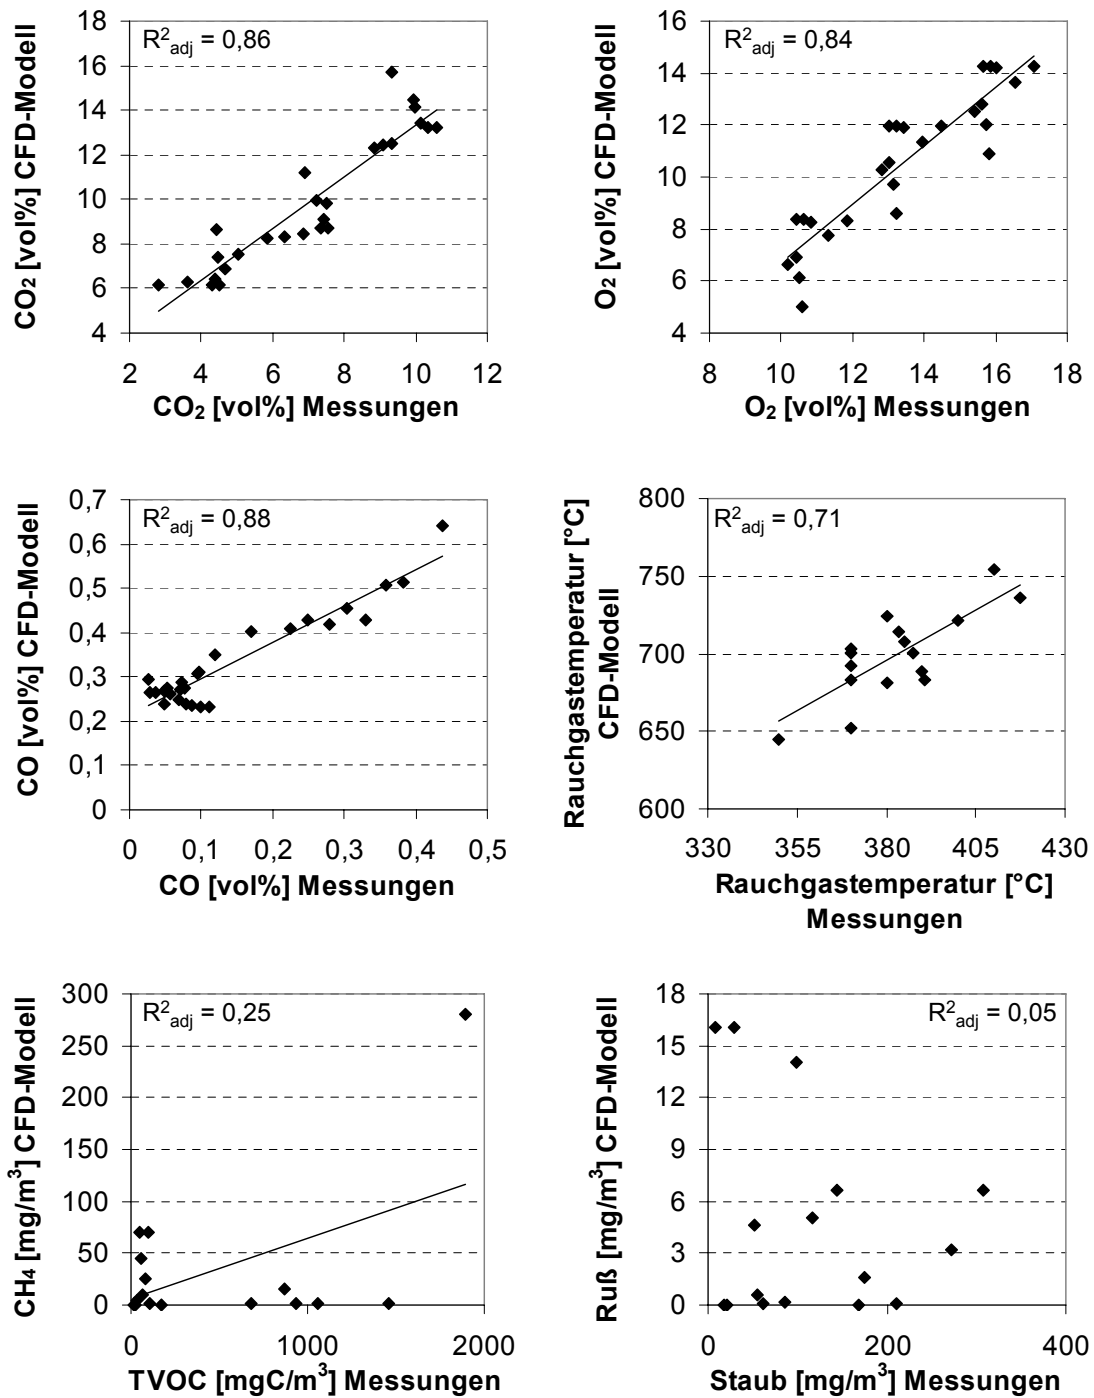 CO₂ [vol%] CFD-Modell
18
16
14
12
10
8
6
4
R²adj = 0,86
2 4 6 8 10 12
CO₂ [vol%] Messungen
O₂ [vol%] CFD-Modell
16
14
12
10
8
6
4
R²adj = 0,84
8 10 12 14 16 18
O₂ [vol%] Messungen
CO [vol%] CFD-Modell
0,7
0,6
0,5
0,4
0,3
0,2
0,1
0
R²adj = 0,88
0 0,1 0,2 0,3 0,4 0,5
CO [vol%] Messungen
Rauchgastemperatur [°C]
CFD-Modell
800
750
700
650
600
R²adj = 0,71
330 355 380 405 430
Rauchgastemperatur [°C]
Messungen
CH₄ [mg/m³] CFD-Modell
300
250
200
150
100
50
0
R²adj = 0,25
0 1000 2000
TVOC [mgC/m³] Messungen
Ruß [mg/m³] CFD-Modell
18
15
12
9
6
3
0
R²adj = 0,05
0 200 400
Staub [mg/m³] Messungen